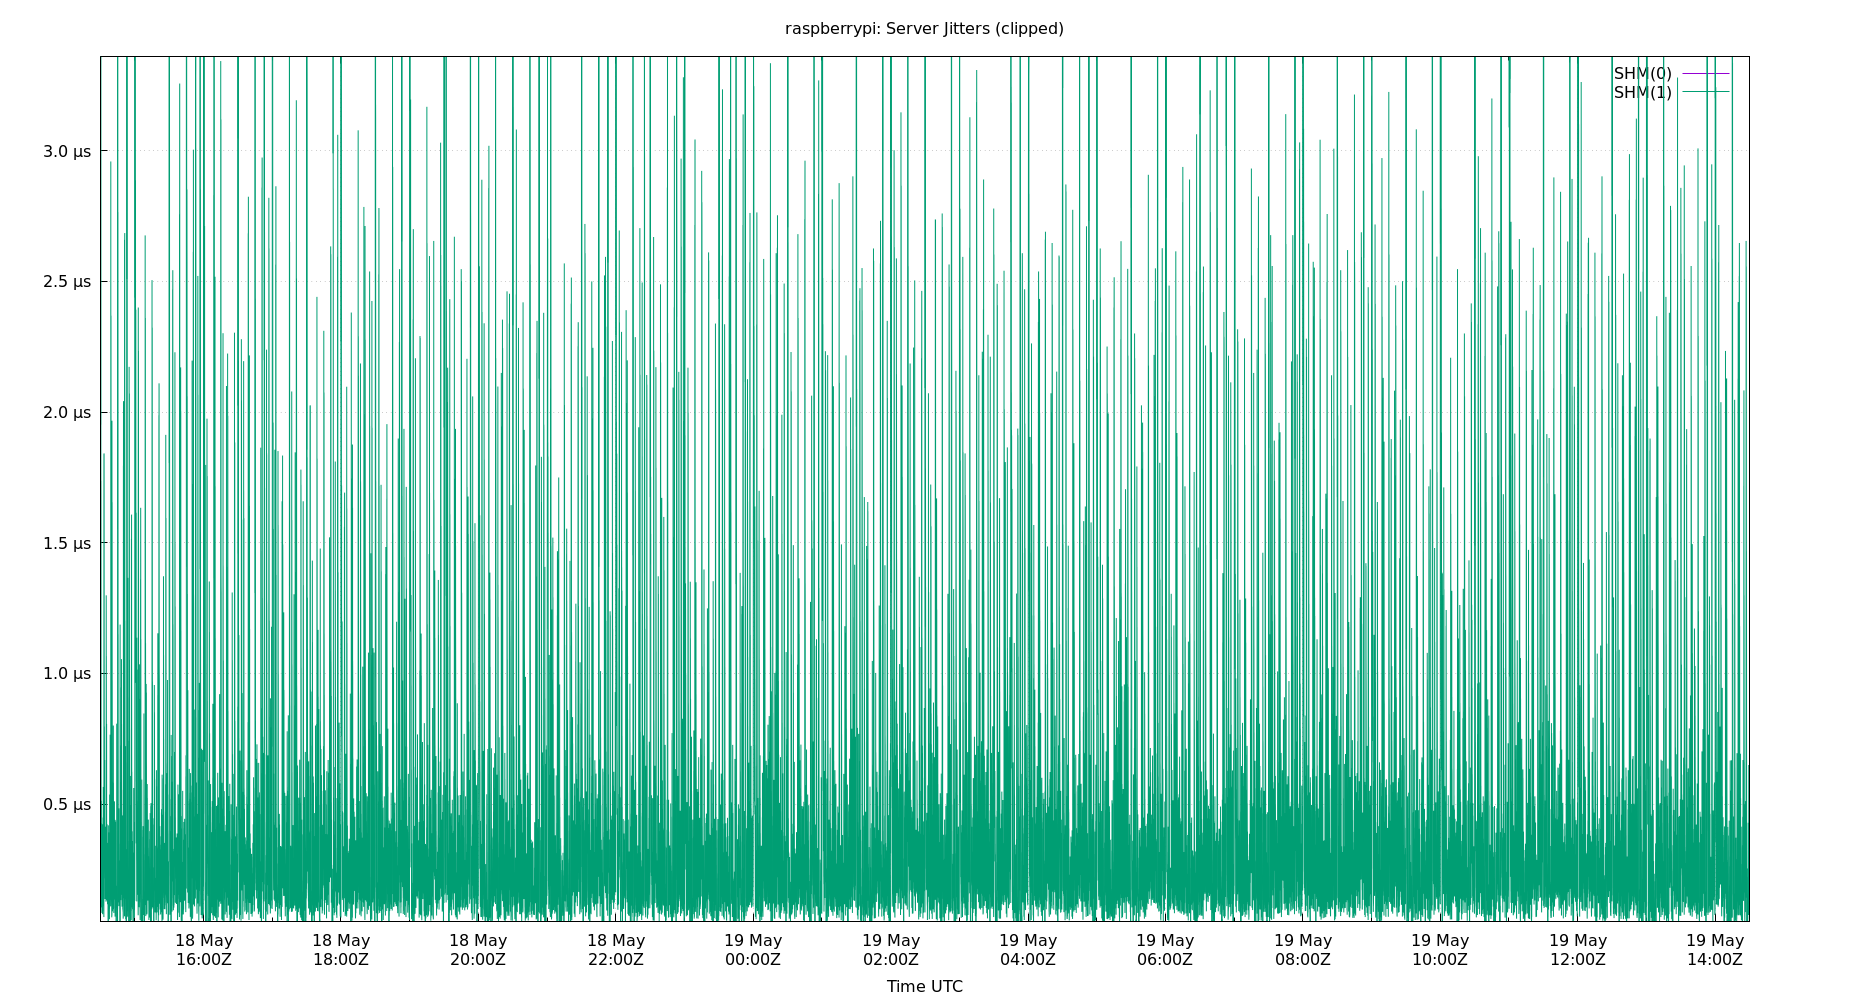 raspberrypi: Server Jitters (clipped)
SHM(0)
SHM(1)
3.0 µs
2.5 µs
2.0 µs
1.5 µs
1.0 µs
0.5 µs
18 May 18 May 18 May 18 May 19 May 19 May 19 May 19 May 19 May 19 May 19 May 19 May
16:00Z 18:00Z 20:00Z 22:00Z 00:00Z 02:00Z 04:00Z 06:00Z 08:00Z 10:00Z 12:00Z 14:00Z
Time UTC